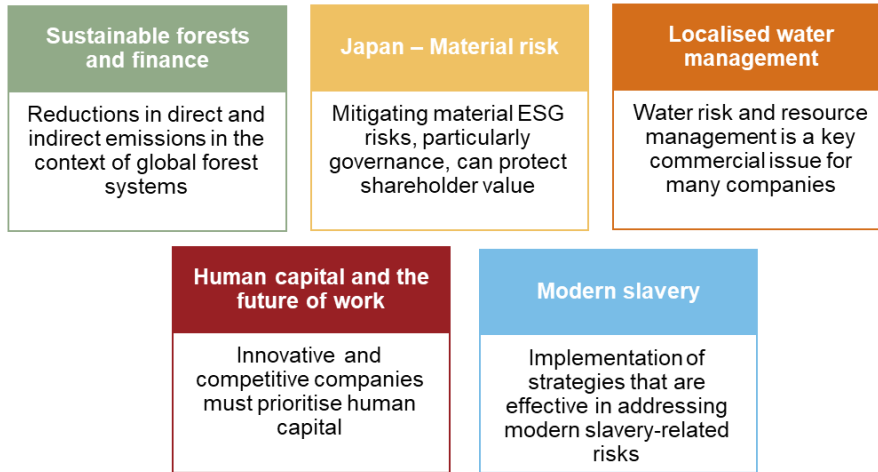 Sustainable forests
and finance
Reductions in direct and
indirect emissions in the
context of global forest
systems
Japan – Material risk
Mitigating material ESG
risks, particularly
governance, can protect
shareholder value
Localised water
management
Water risk and resource
management is a key
commercial issue for
many companies
Human capital and the
future of work
Innovative and
competitive companies
must prioritise human
capital
Modern slavery
Implementation of
strategies that are
effective in addressing
modern slavery-related
risks